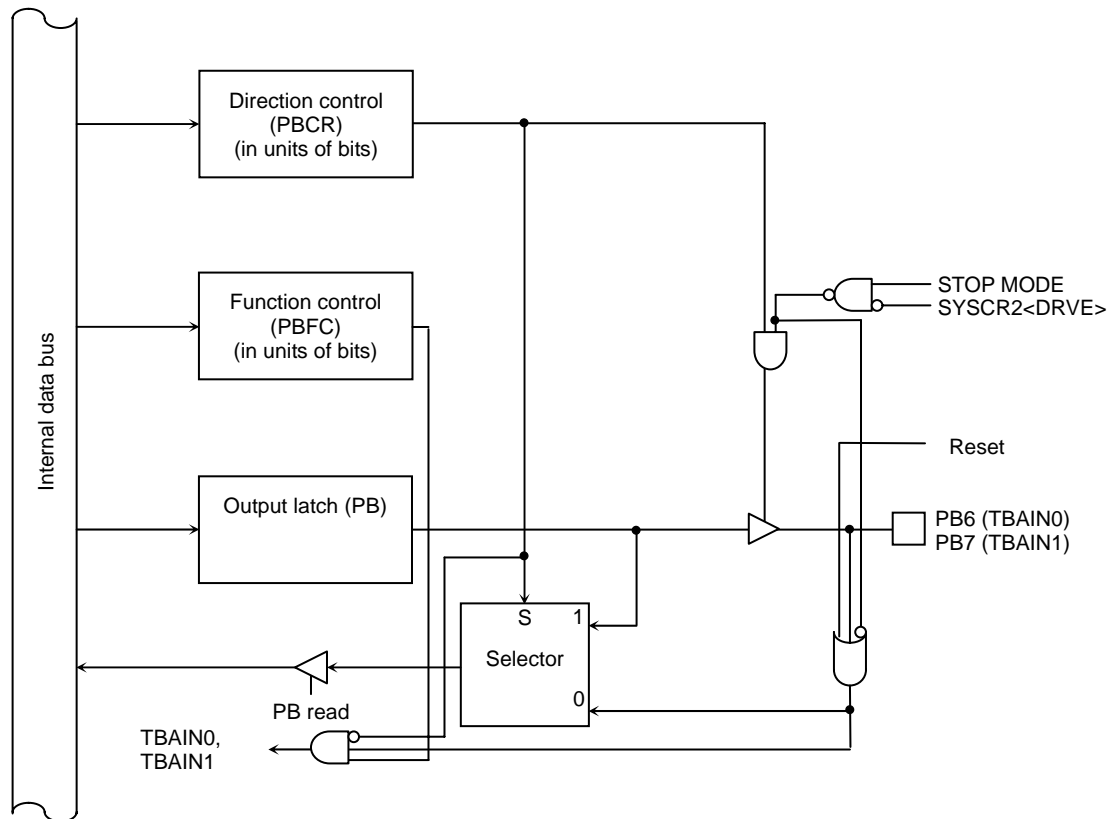 Direction control
(PBCR)
(in units of bits)
STOP MODE
SYSCR2<DRVE>
Function control
(PBFC)
(in units of bits)
Internal data bus
Reset
Output latch (PB)
PB6 (TBAIN0)
PB7 (TBAIN1)
S
1
Selector
0
PB read
TBAIN0,
TBAIN1